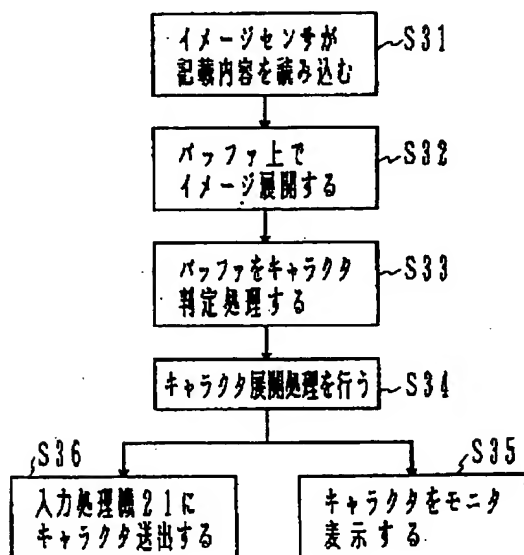 イメージセンサが
記載内容を読み込む
S31
バッファ上で
イメージ展開する
S32
バッファをキャラクタ
判定処理する
S33
キャラクタ展開処理を行う
S34
S36
入力処理機21に
キャラクタ送出する
S35
キャラクタをモニタ
表示する